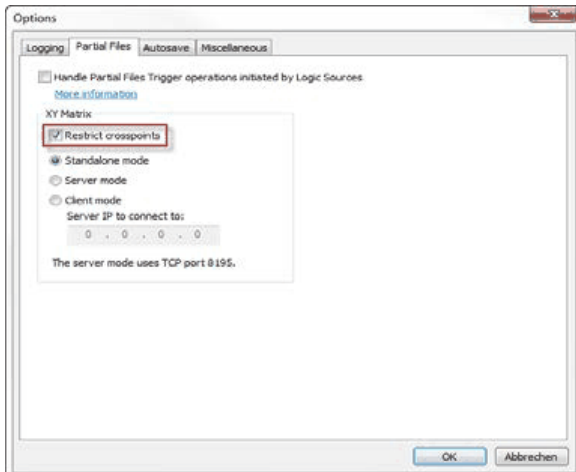 Options
Logging Partial Files Autosave Miscellaneous
Handle Partial Files Trigger operations initiated by Logic Sources
More information
XY Matrix
Restrict crosspoints
Standalone mode
Server mode
Client mode
Server IP to connect to:
0 . 0 . 0 . 0
The server mode uses TCP port 8195.
OK Abbrechen